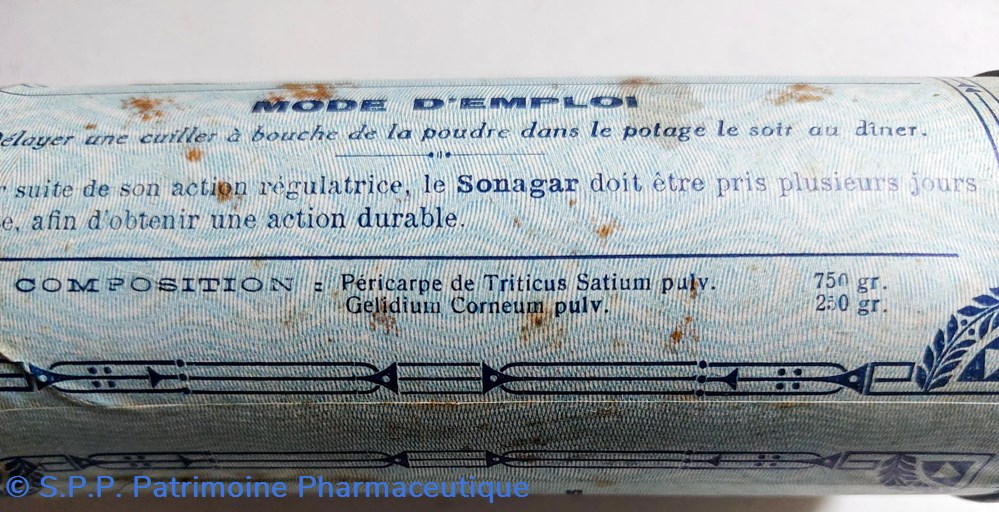 MODE D'EMPLOI
élayer une cuiller à bouche de la poudre dans le potage le soir au dîner.
r suite de son action régulatrice, le Sonagar doit être pris plusieurs jours
e, afin d'obtenir une action durable.
COMPOSITION : Péricarpe de Triticus Satium pulv. 750 gr.
Gelidium Corneum pulv. 250 gr.
© S.P.P. Patrimoine Pharmaceutique